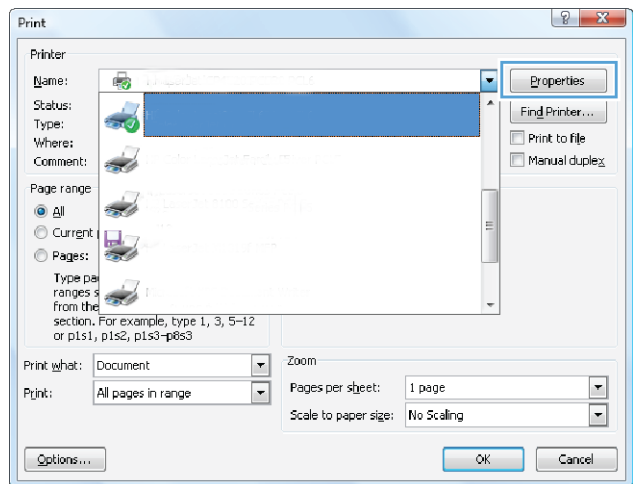 Print
Printer
Name:
Properties
Status:
Find Printer...
Type:
Where:
Print to file
Comment:
Manual duplex
Page range
All
Current
Pages:
Type
ranges
from the
section. For example, type 1, 3, 5–12
or p1s1, p1s2, p1s3–p8s3
Print what: Document
Print: All pages in range
Zoom
Pages per sheet: 1 page
Scale to paper size: No Scaling
Options...
OK
Cancel